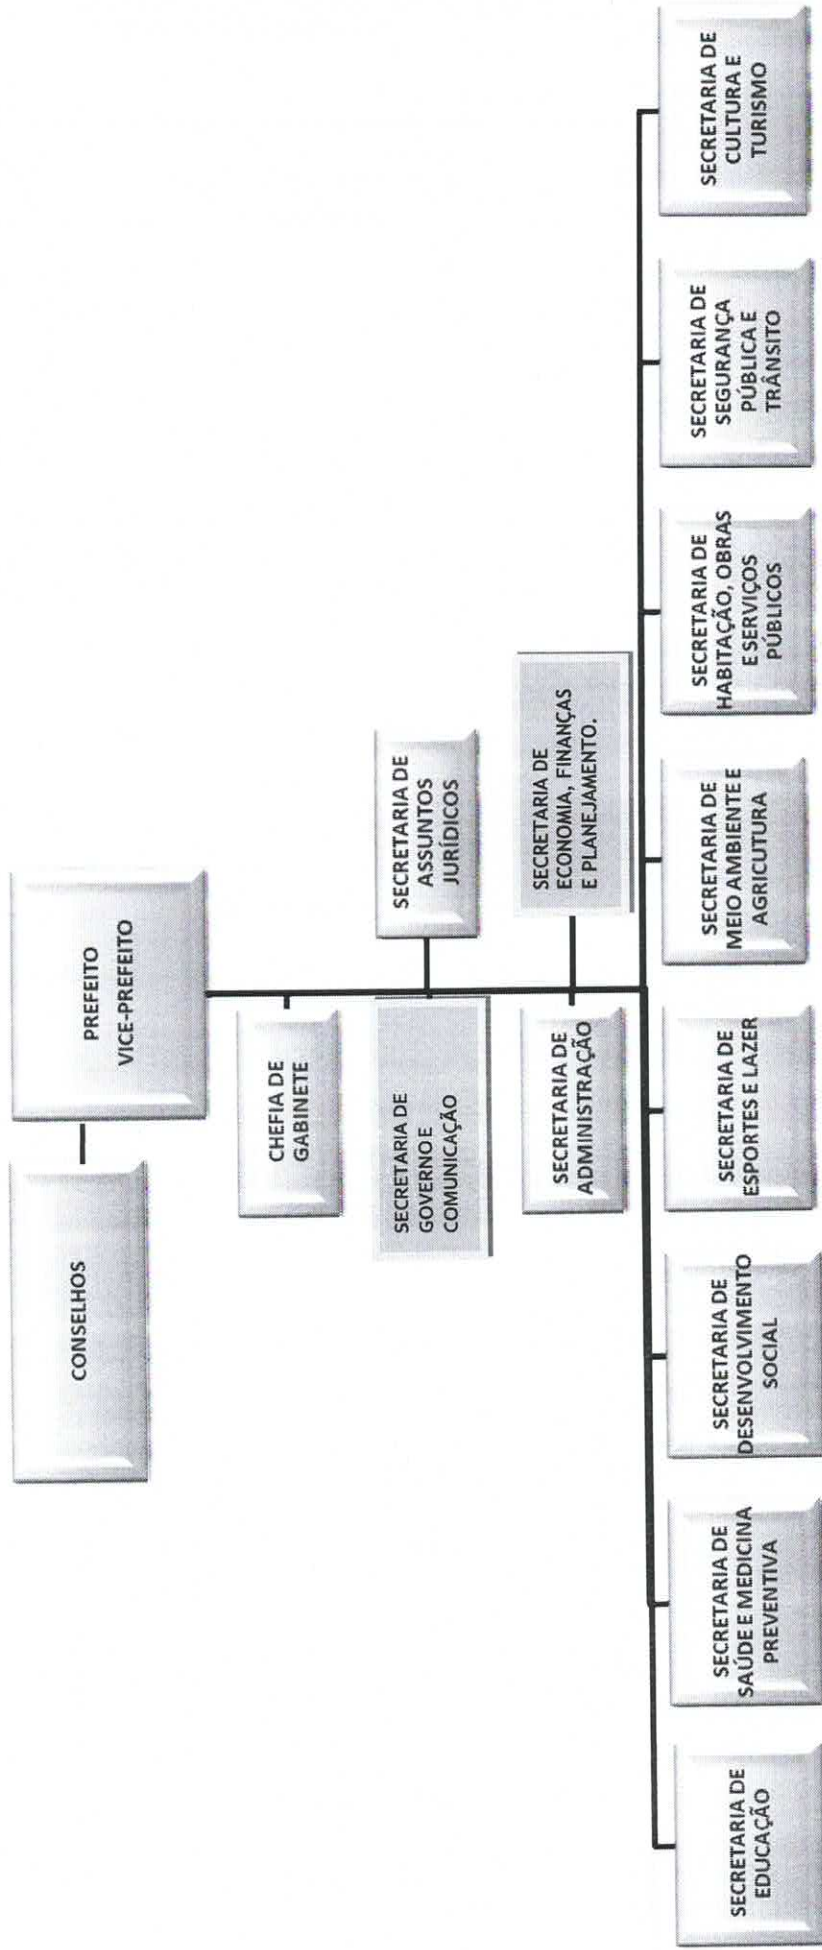 CONSELHOS
PREFEITO
VICE-PREFEITO
CHEFIA DE
GABINETE
SECRETARIA DE
GOVERNO E
COMUNICAÇÃO
SECRETARIA DE
ASSUNTOS
JURÍDICOS
SECRETARIA DE
ADMINISTRAÇÃO
SECRETARIA DE
ECONOMIA, FINANÇAS
E PLANEJAMENTO.
SECRETARIA DE
EDUCAÇÃO
SECRETARIA DE
SAÚDE E MEDICINA
PREVENTIVA
SECRETARIA DE
DESENVOLVIMENTO
SOCIAL
SECRETARIA DE
ESPORTES E LAZER
SECRETARIA DE
MEIO AMBIENTE E
AGRICUTURA
SECRETARIA DE
HABITAÇÃO, OBRAS
E SERVIÇOS
PÚBLICOS
SECRETARIA DE
SEGURANÇA
PÚBLICA E
TRÂNSITO
SECRETARIA DE
CULTURA E
TURISMO